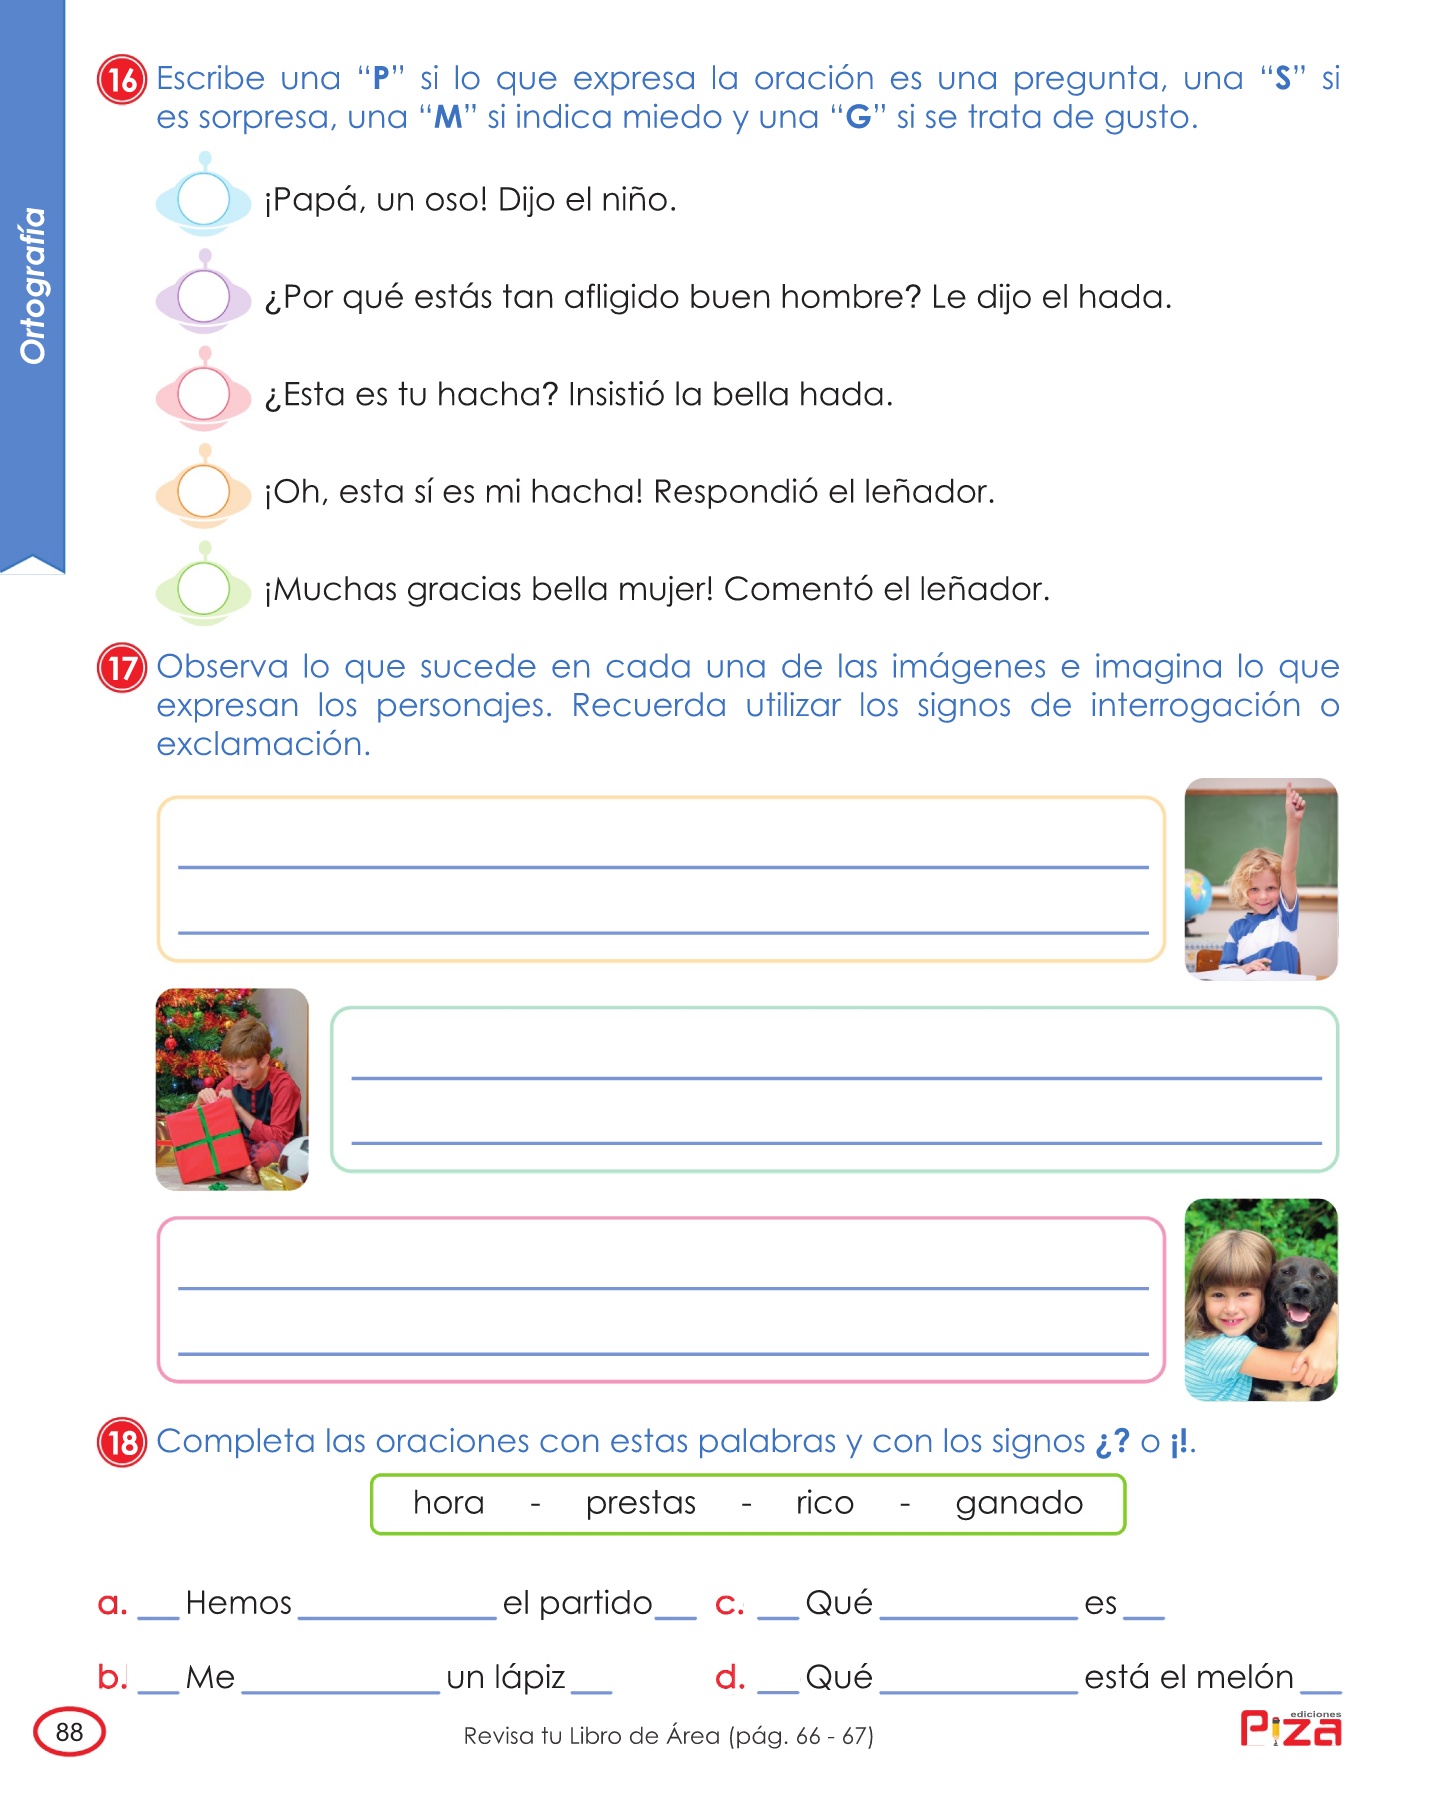 Ortografía
16 Escribe una “P” si lo que expresa la oración es una pregunta, una “S” si
es sorpresa, una “M” si indica miedo y una “G” si se trata de gusto.
¡Papá, un oso! Dijo el niño.
¿Por qué estás tan afligido buen hombre? Le dijo el hada.
¿Esta es tu hacha? Insistió la bella hada.
¡Oh, esta sí es mi hacha! Respondió el leñador.
¡Muchas gracias bella mujer! Comentó el leñador.
17 Observa lo que sucede en cada una de las imágenes e imagina lo que
expresan los personajes. Recuerda utilizar los signos de interrogación o
exclamación.
18 Completa las oraciones con estas palabras y con los signos ¿? o ¡!.
hora - prestas - rico - ganado
a. ___ Hemos ____________ el partido ___
b. ___ Me ____________ un lápiz ___
c. ___ Qué ____________ es ___
d. ___ Qué ____________ está el melón ___
88
Revisa tu Libro de Área (pág. 66 - 67)
ediciones
Piza